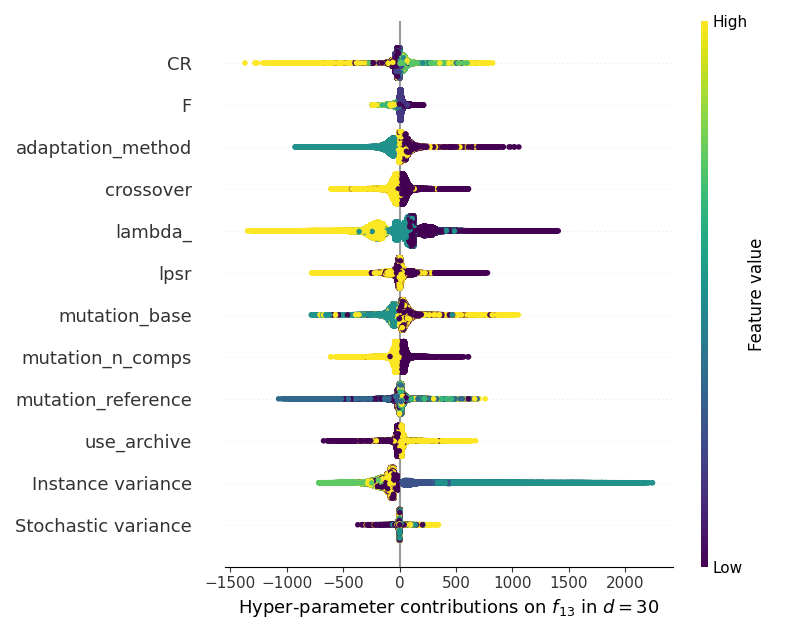 High
CR
F
adaptation_method
crossover
lambda_
lpsr
mutation_base
mutation_n_comps
mutation_reference
use_archive
Instance variance
Stochastic variance
Feature value
Low
−1500 −1000 −500 0 500 1000 1500 2000
Hyper-parameter contributions on f13 in d = 30